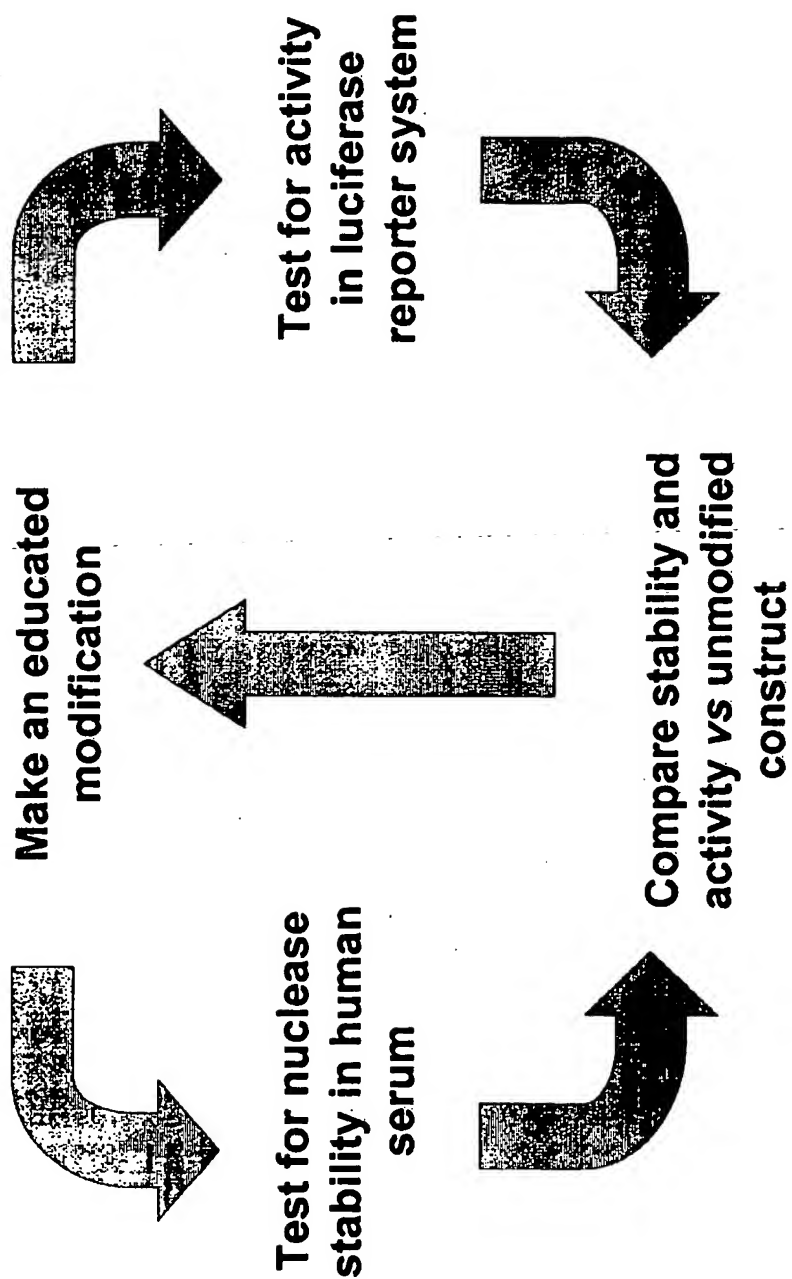 Make an educated
modification
Test for nuclease
stability in human
serum
Test for activity
in luciferase
reporter system
Compare stability and
activity vs unmodified
construct